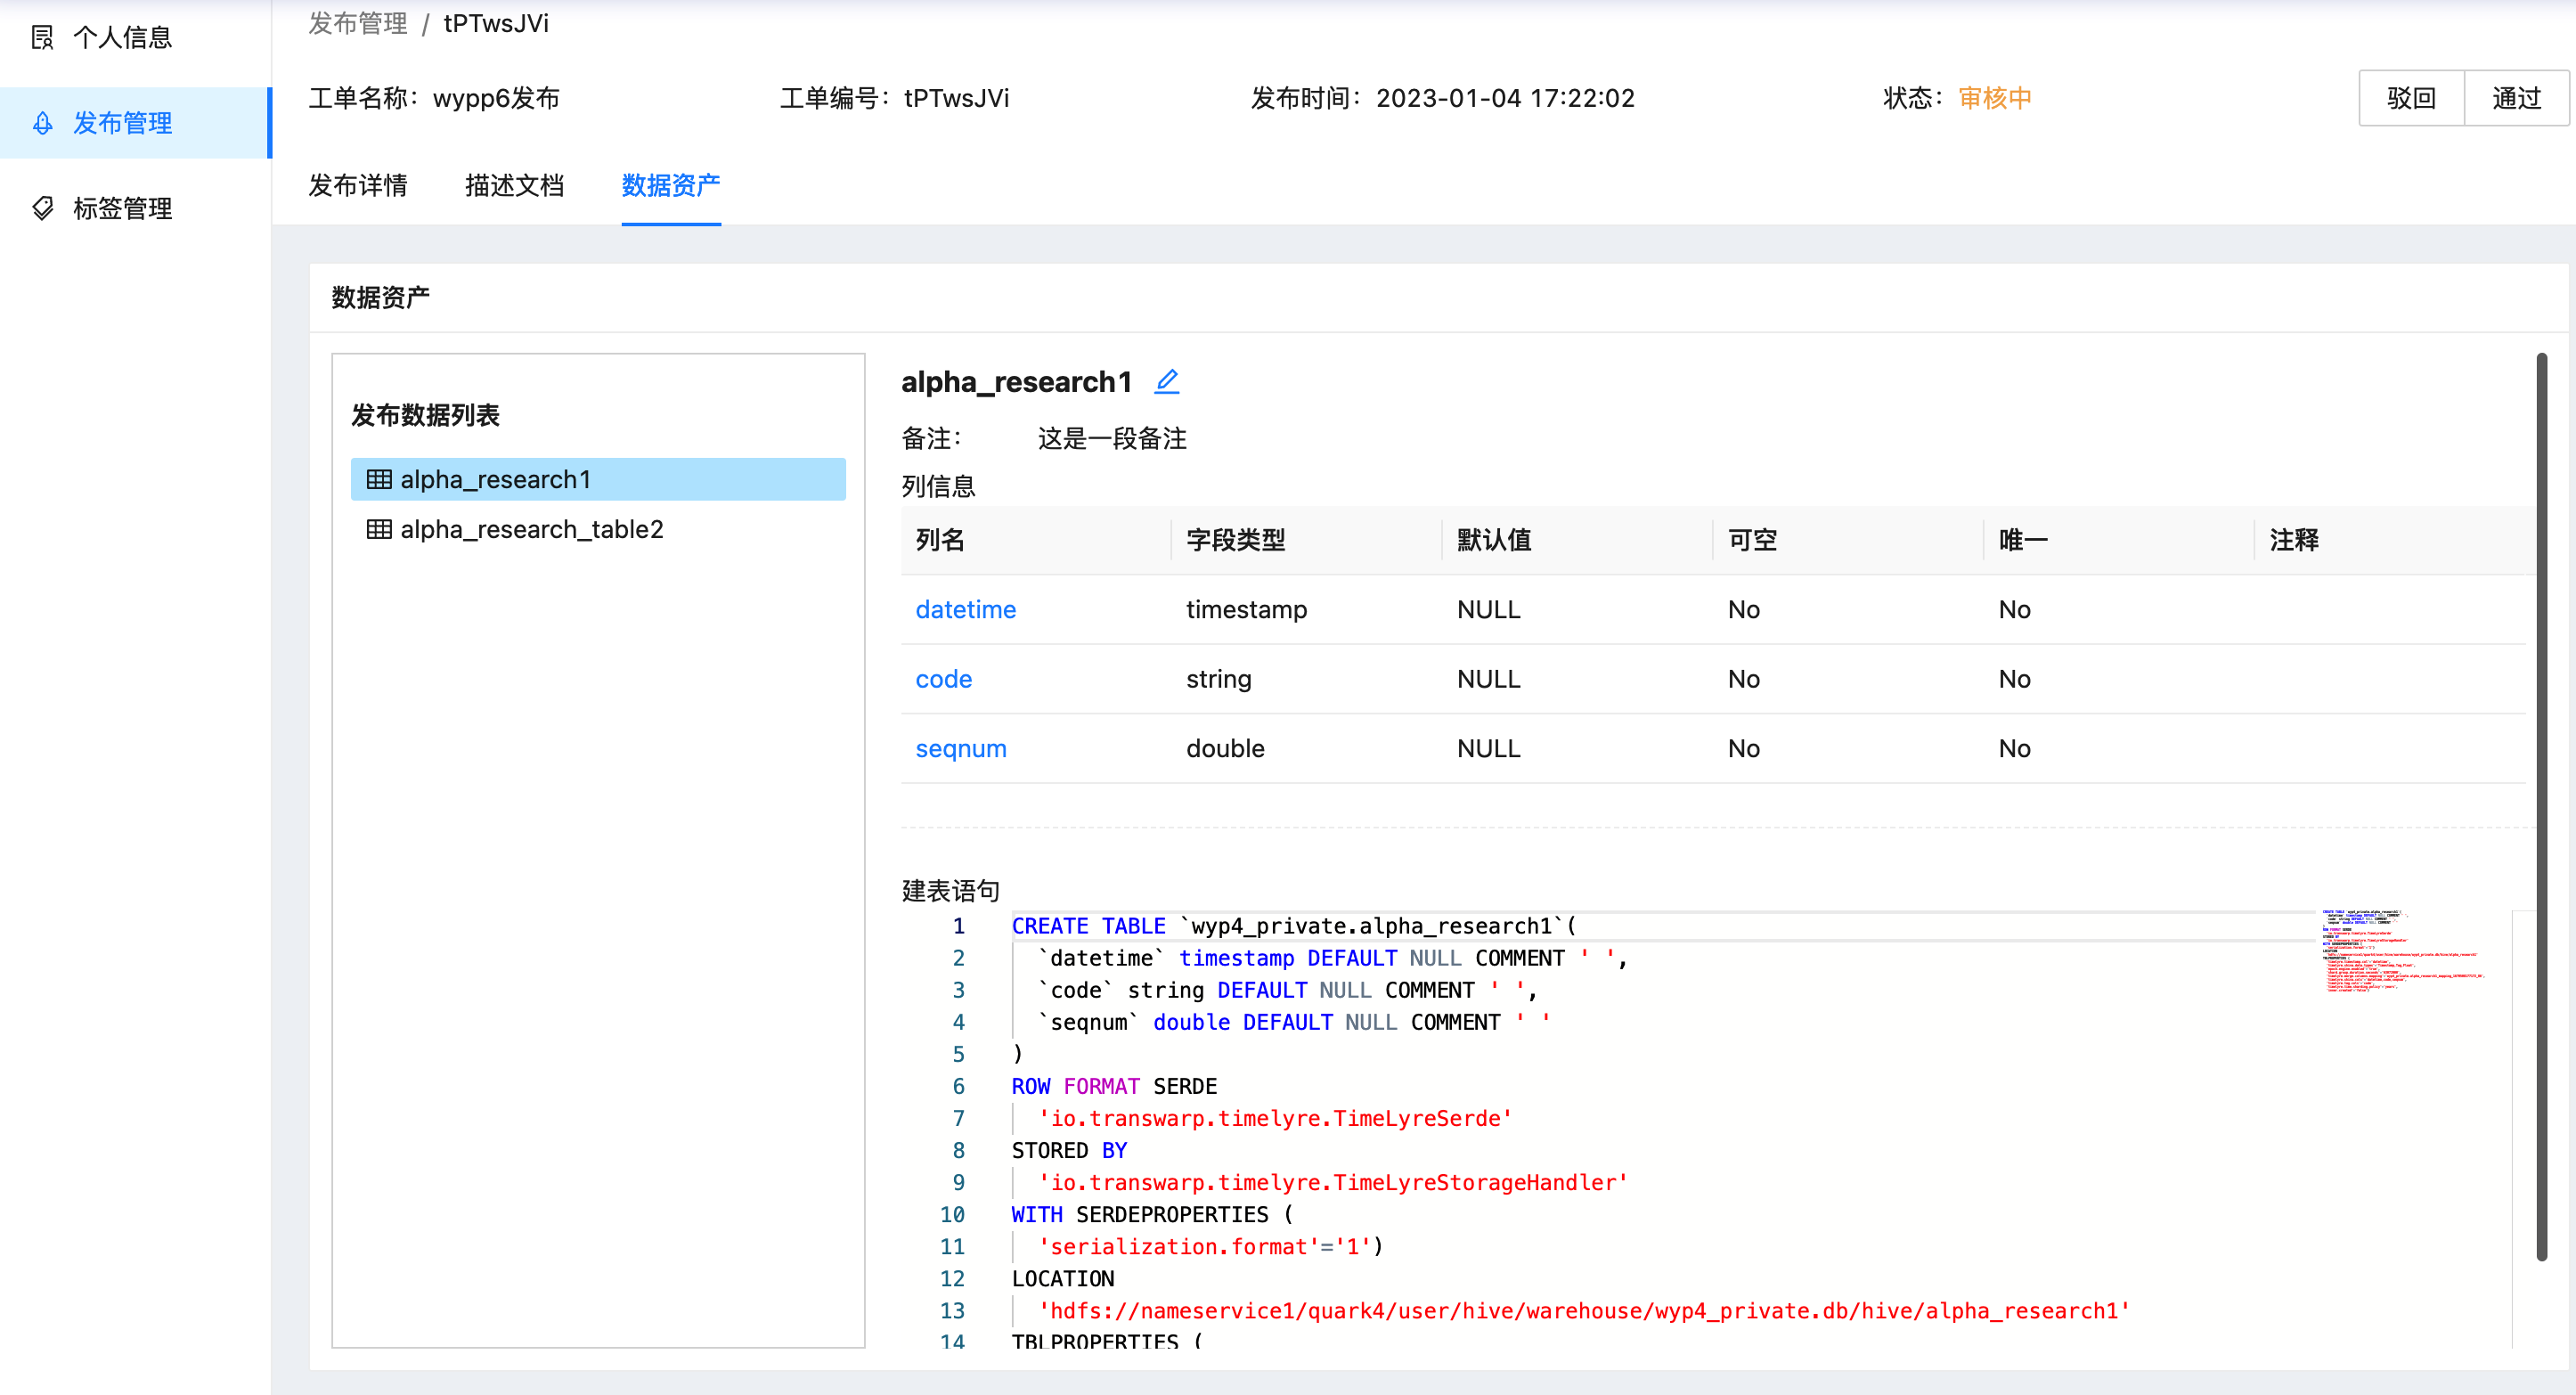 个人信息
发布管理
标签管理
发布管理 / tPTwsJVi
工单名称：wypp6发布 工单编号：tPTwsJVi 发布时间：2023-01-04 17:22:02 状态：审核中 驳回 通过
发布详情 描述文档 数据资产
数据资产
发布数据列表
alpha_research1
alpha_research_table2
alpha_research1
备注： 这是一段备注
列信息
列名 字段类型 默认值 可空 唯一 注释
datetime timestamp NULL No No
code string NULL No No
seqnum double NULL No No
建表语句
1 CREATE TABLE `wyp4_private.alpha_research1`(
2 `datetime` timestamp DEFAULT NULL COMMENT ' ',
3 `code` string DEFAULT NULL COMMENT ' ',
4 `seqnum` double DEFAULT NULL COMMENT ' '
5 )
6 ROW FORMAT SERDE
7 'io.transwarp.timelyre.TimeLyreSerde'
8 STORED BY
9 'io.transwarp.timelyre.TimeLyreStorageHandler'
10 WITH SERDEPROPERTIES (
11 'serialization.format'='1')
12 LOCATION
13 'hdfs://nameservice1/quark4/user/hive/warehouse/wyp4_private.db/hive/alpha_research1'
14 TBLPROPERTIES (